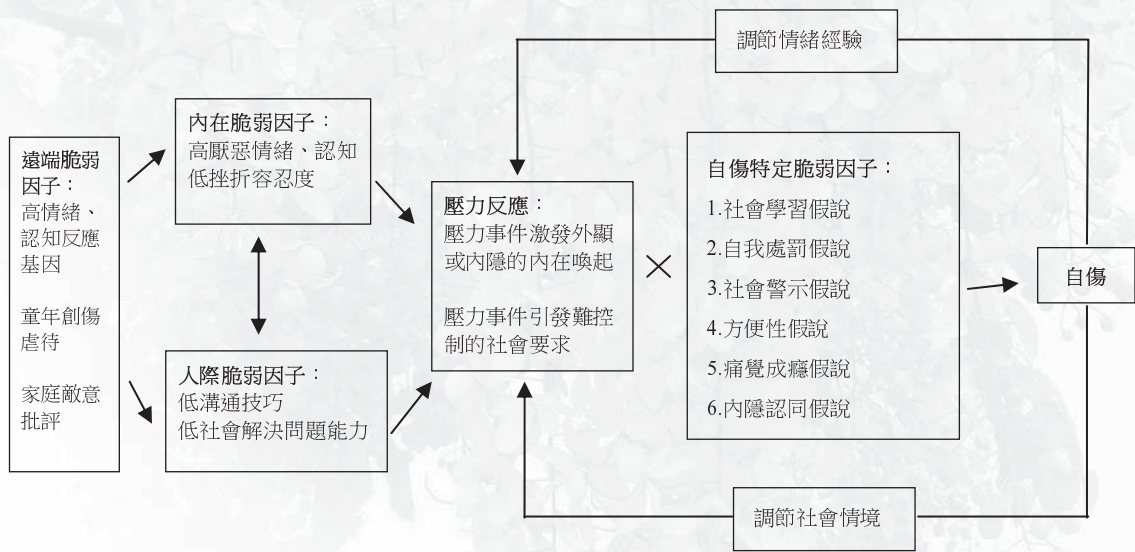 調節情緒經驗
遠端脆弱
因子：
高情緒、
認知反應
基因
童年創傷
虐待
家庭敵意
批評
內在脆弱因子：
高厭惡情緒、認知
低挫折容忍度
人際脆弱因子：
低溝通技巧
低社會解決問題能力
壓力反應：
壓力事件激發外顯
或內隱的內在喚起
壓力事件引發難控
制的社會要求
自傷特定脆弱因子：
1.社會學習假說
2.自我處罰假說
3.社會警示假說
4.方便性假說
5.痛覺成癮假說
6.內隱認同假說
自傷
調節社會情境